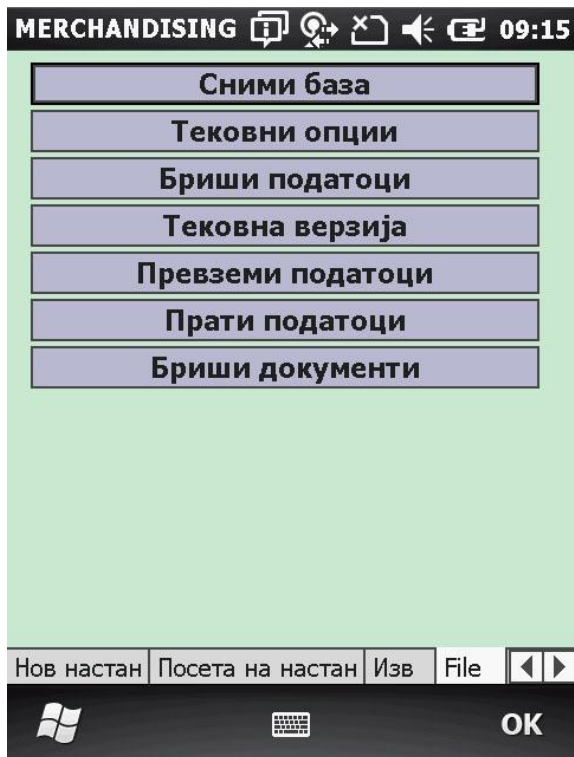 MERCHANDISING 09:15
Сними база
Тековни опции
Бриши податоци
Тековна верзија
Превземи податоци
Прати податоци
Бриши документи
Нов настан Посета на настан Изв File
OK